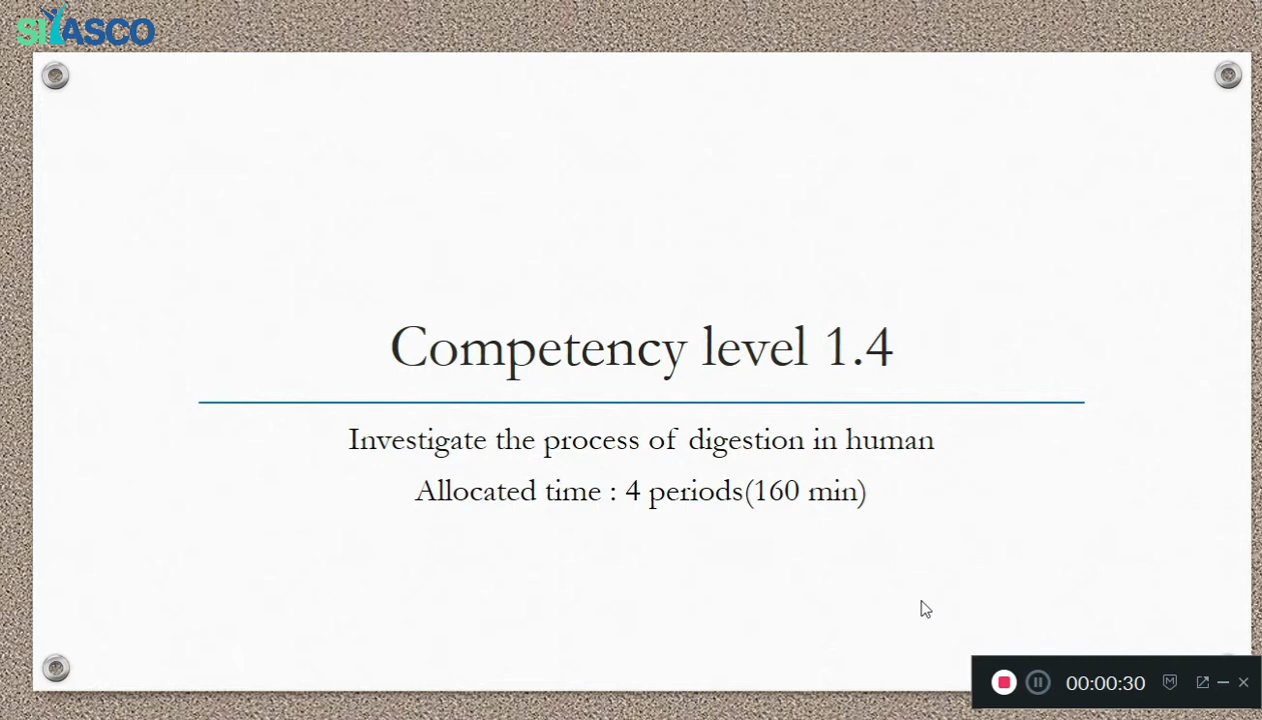 SIYASCO
Competency level 1.4
Investigate the process of digestion in human
Allocated time : 4 periods(160 min)
00:00:30